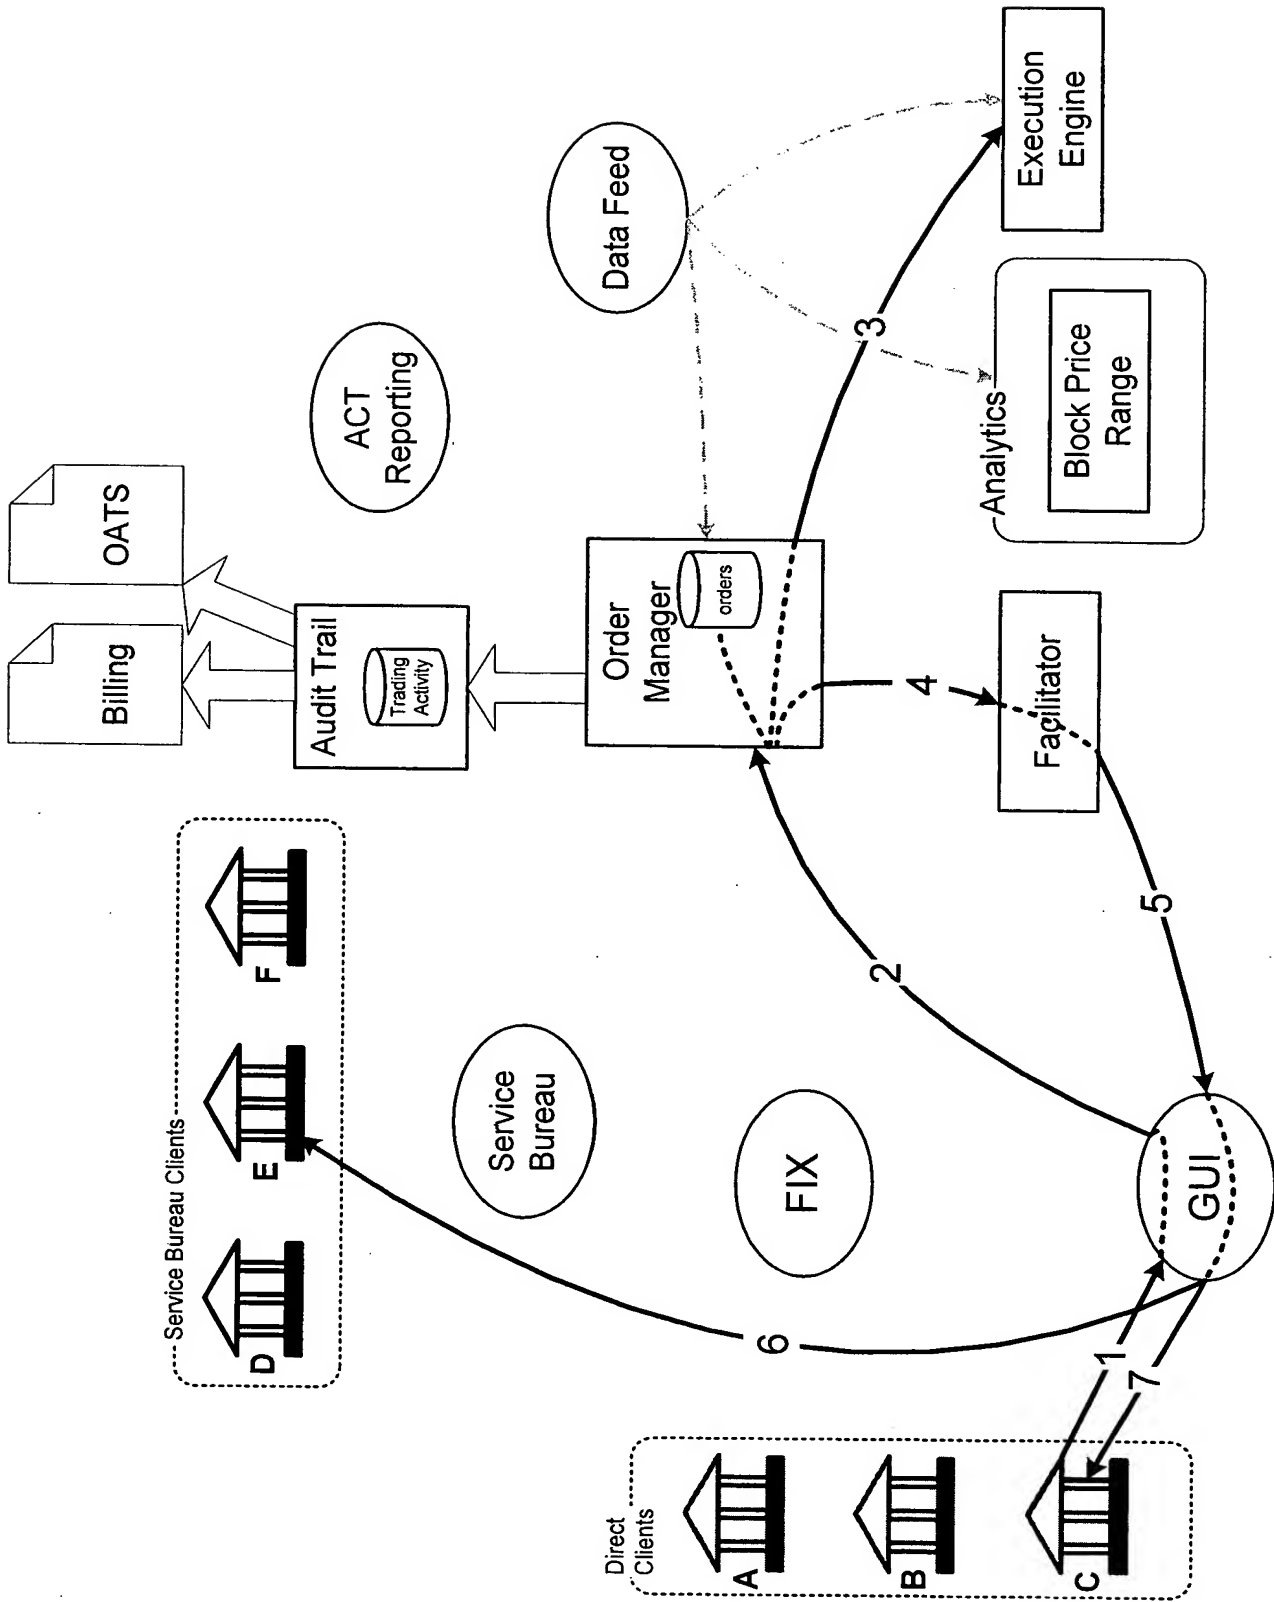 Billing
OATS
Audit Trail
Trading
Activity
ACT
Reporting
Order
Manager
orders
Data Feed
Service Bureau Clients
D
E
F
Service
Bureau
FIX
Direct
Clients
A
B
C
GUI
Facilitator
Analytics
Block Price
Range
Execution
Engine
1
2
3
4
5
6
7